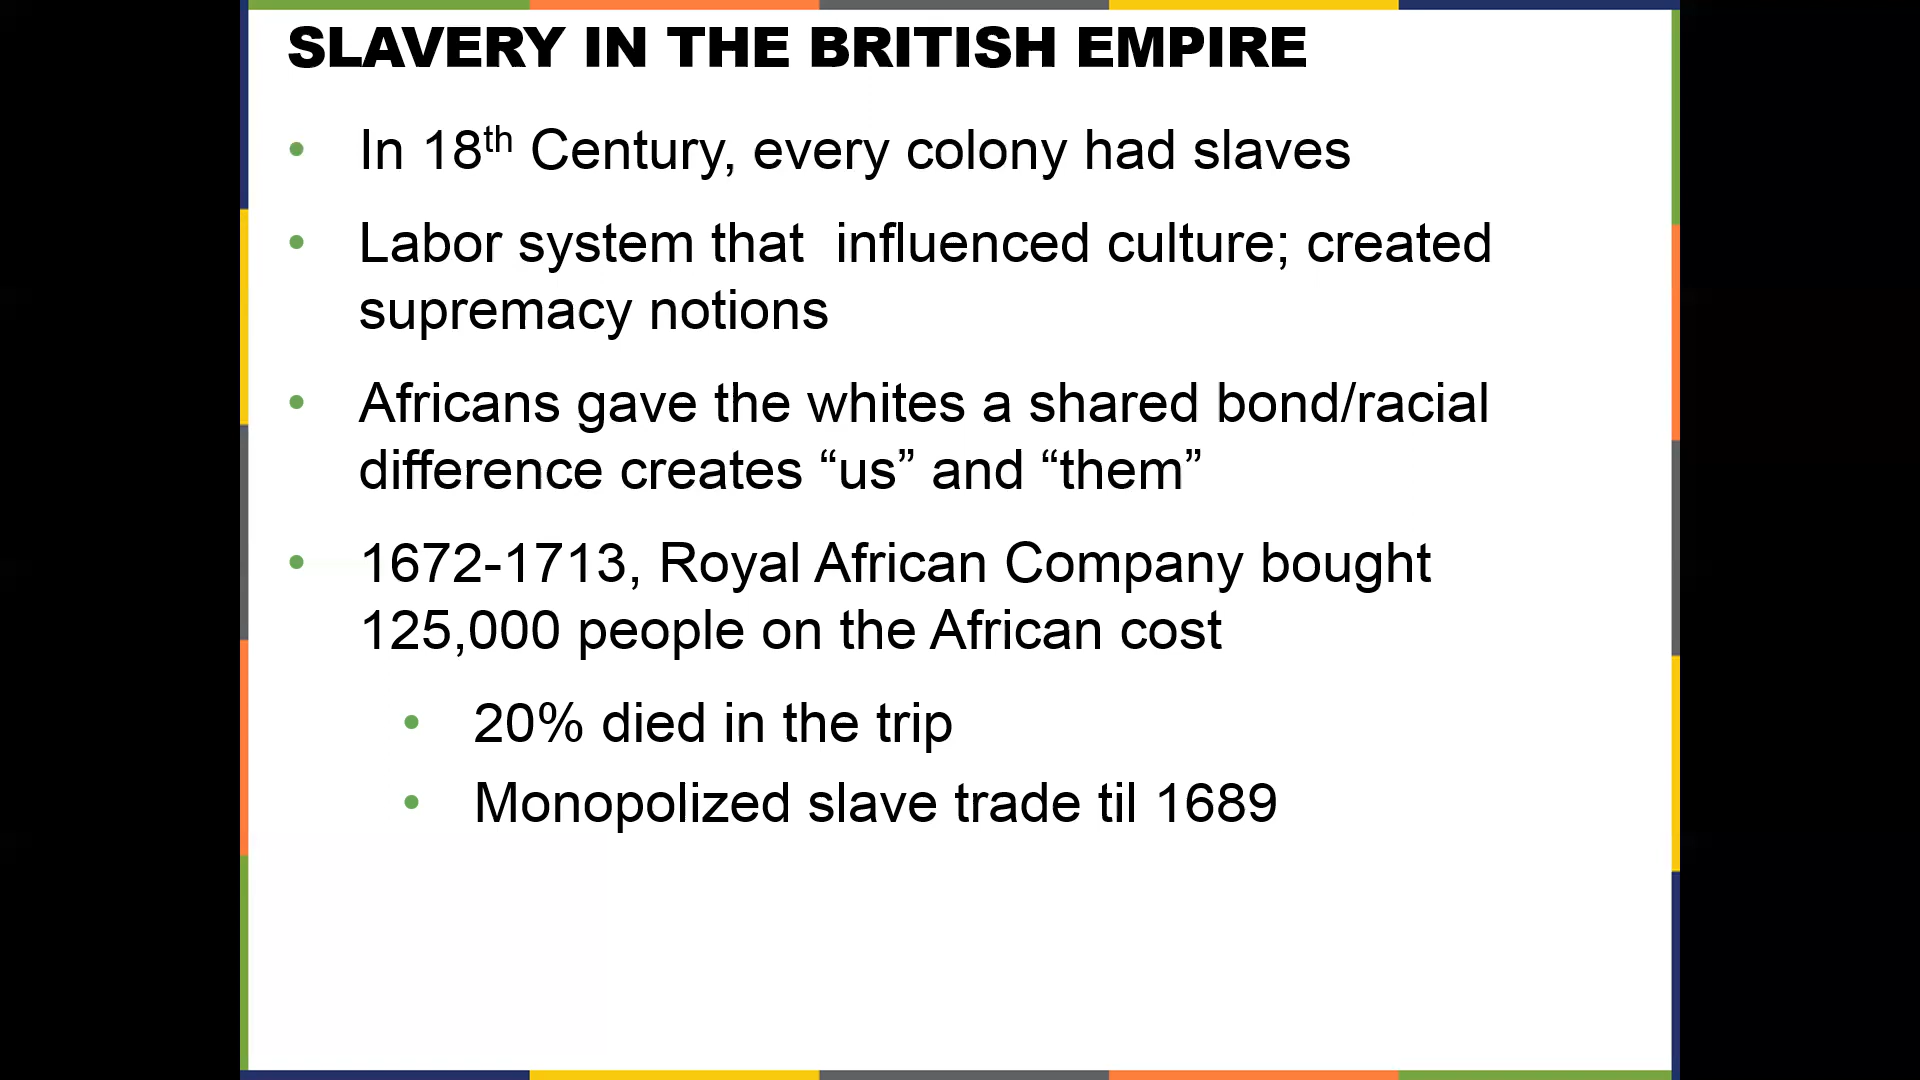 SLAVERY IN THE BRITISH EMPIRE
• In 18th Century, every colony had slaves
• Labor system that  influenced culture; created
supremacy notions
• Africans gave the whites a shared bond/racial
difference creates “us” and “them”
• 1672-1713, Royal African Company bought
125,000 people on the African cost
• 20% died in the trip
• Monopolized slave trade til 1689